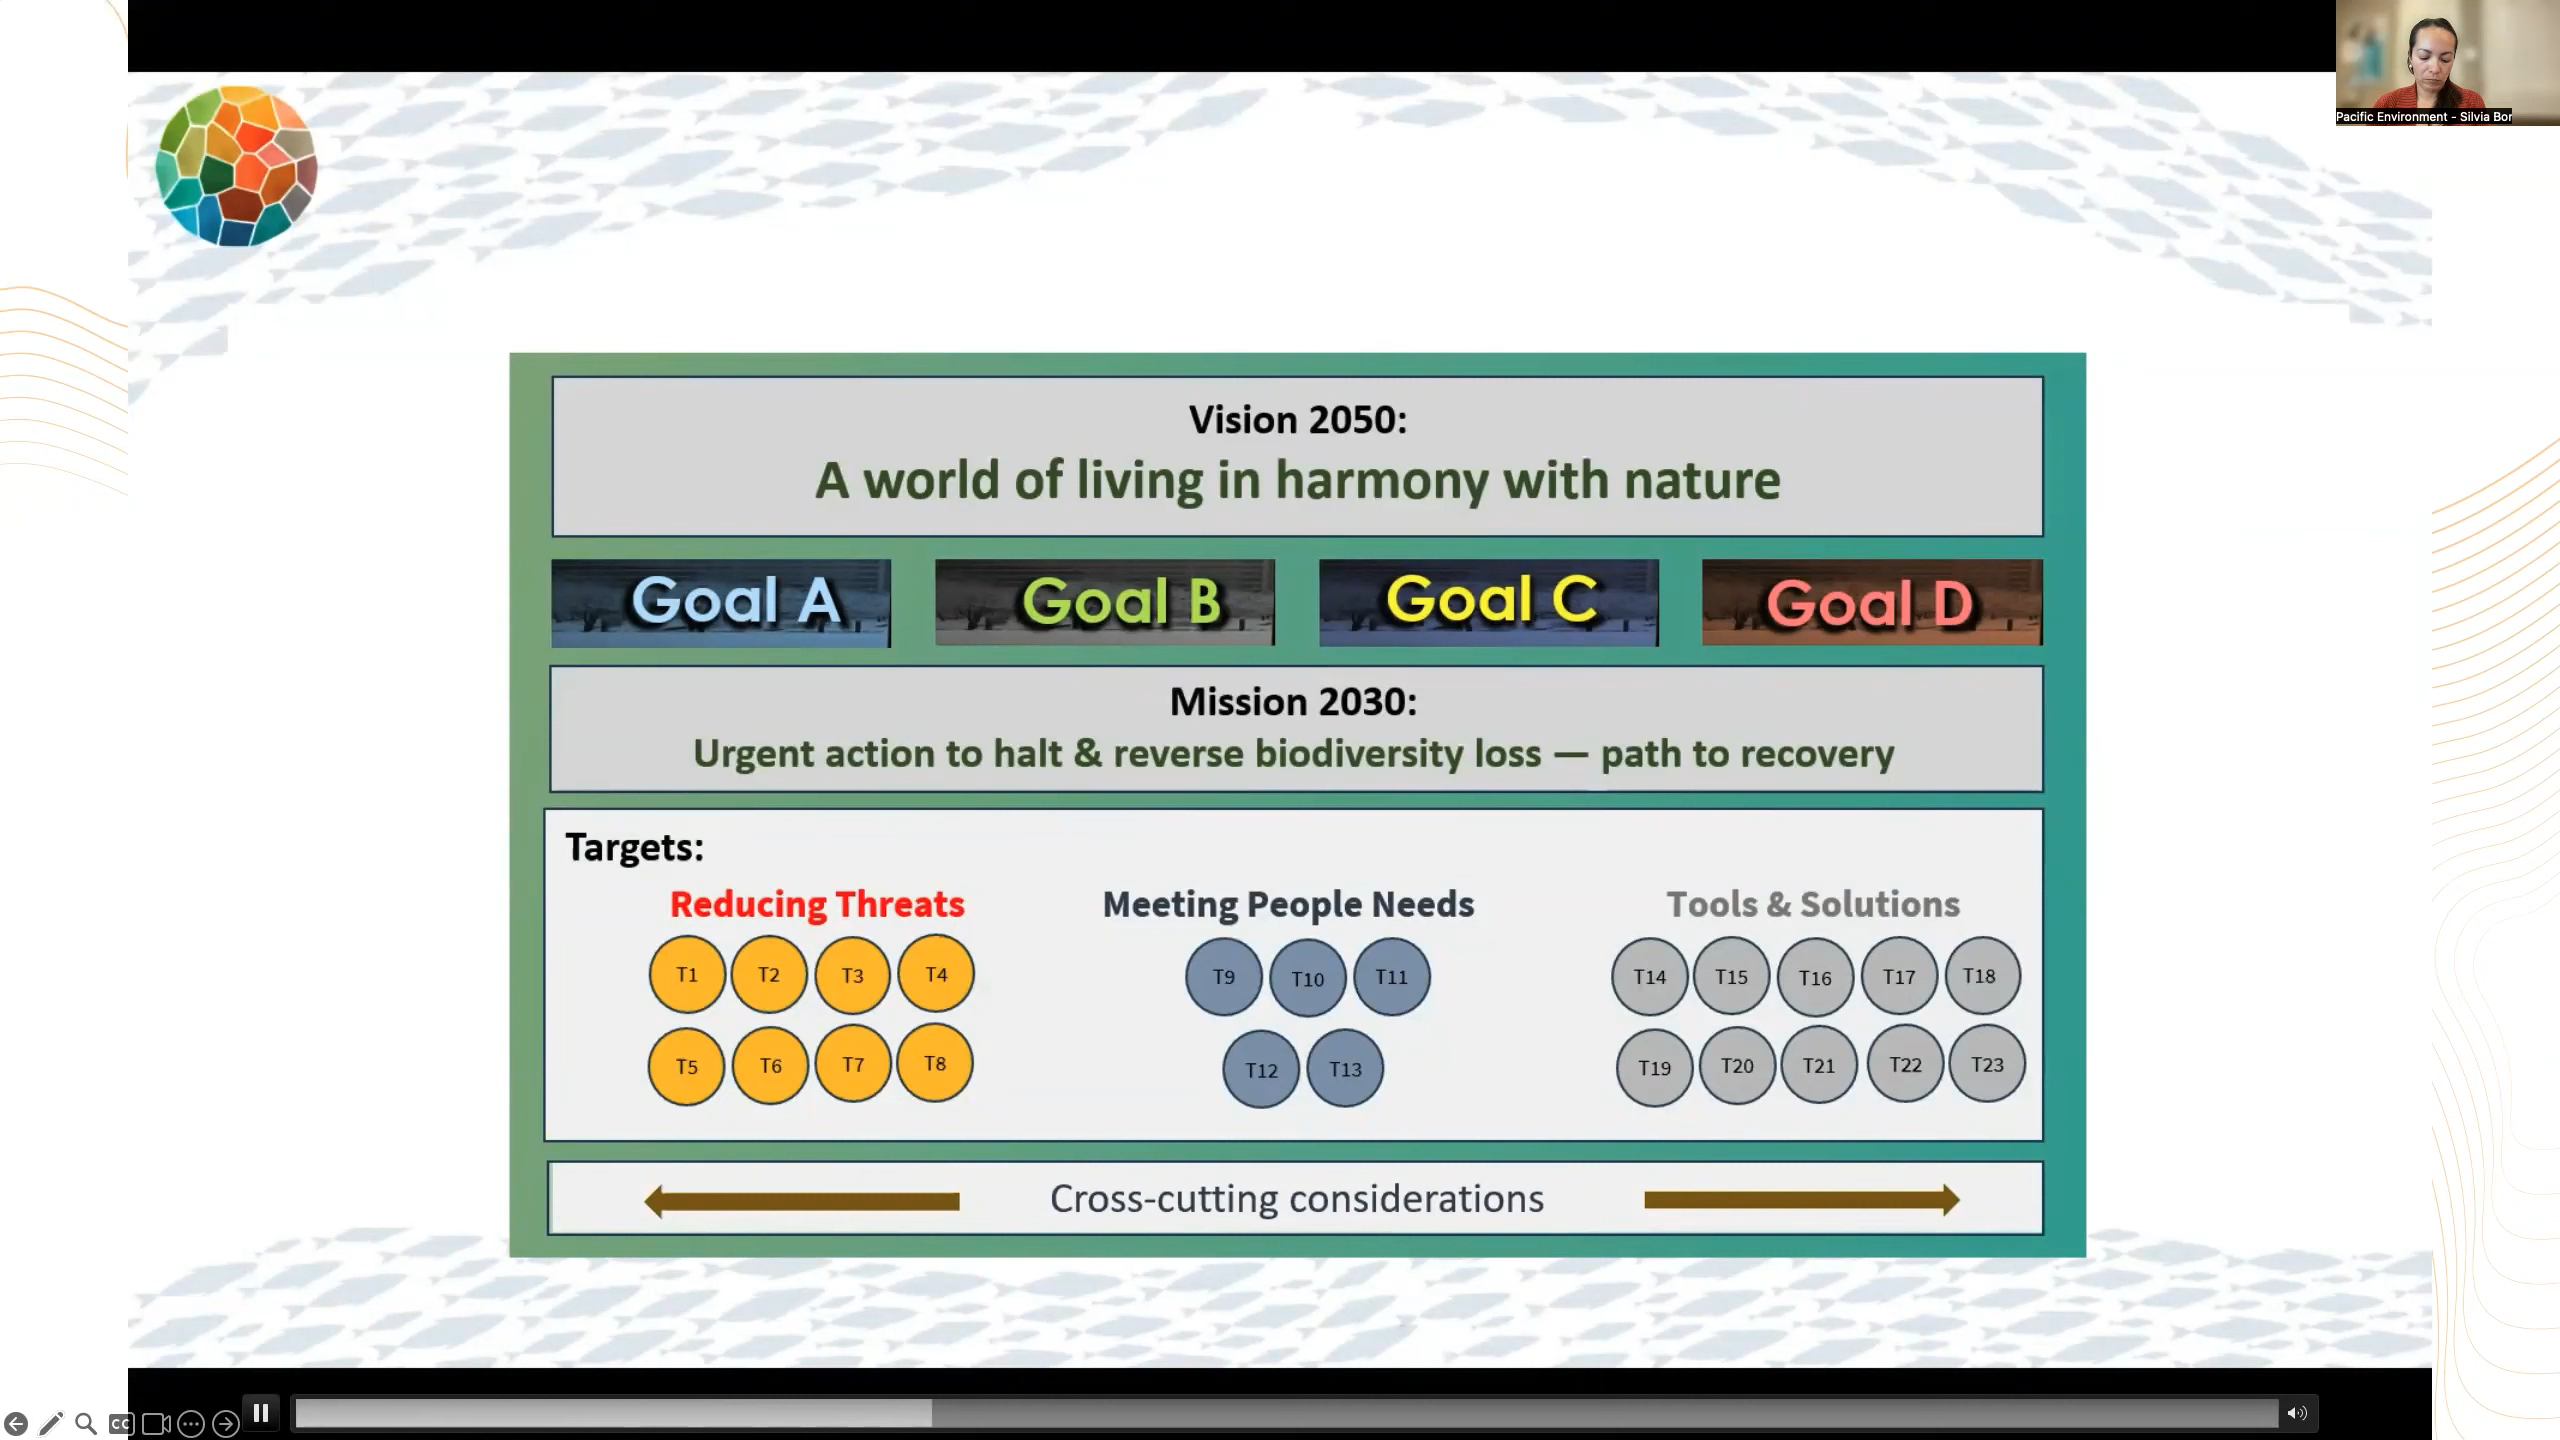 Pacific Environment - Silvia Bor
Vision 2050:
A world of living in harmony with nature
Goal A
Goal B
Goal C
Goal D
Mission 2030:
Urgent action to halt & reverse biodiversity loss — path to recovery
Targets:
Reducing Threats
T1 T2 T3 T4
T5 T6 T7 T8
Meeting People Needs
T9 T10 T11
T12 T13
Tools & Solutions
T14 T15 T16 T17 T18
T19 T20 T21 T22 T23
Cross-cutting considerations
CC